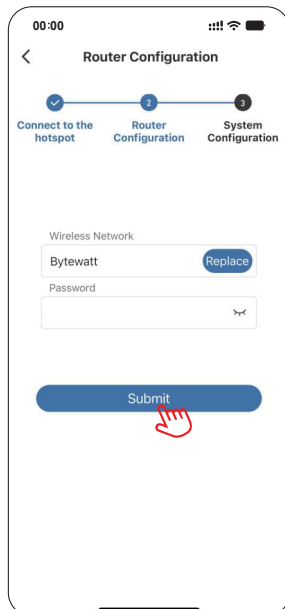 00:00
Router Configuration
2
3
Connect to the
hotspot
Router
Configuration
System
Configuration
Wireless Network
Bytewatt
Replace
Password
Submit